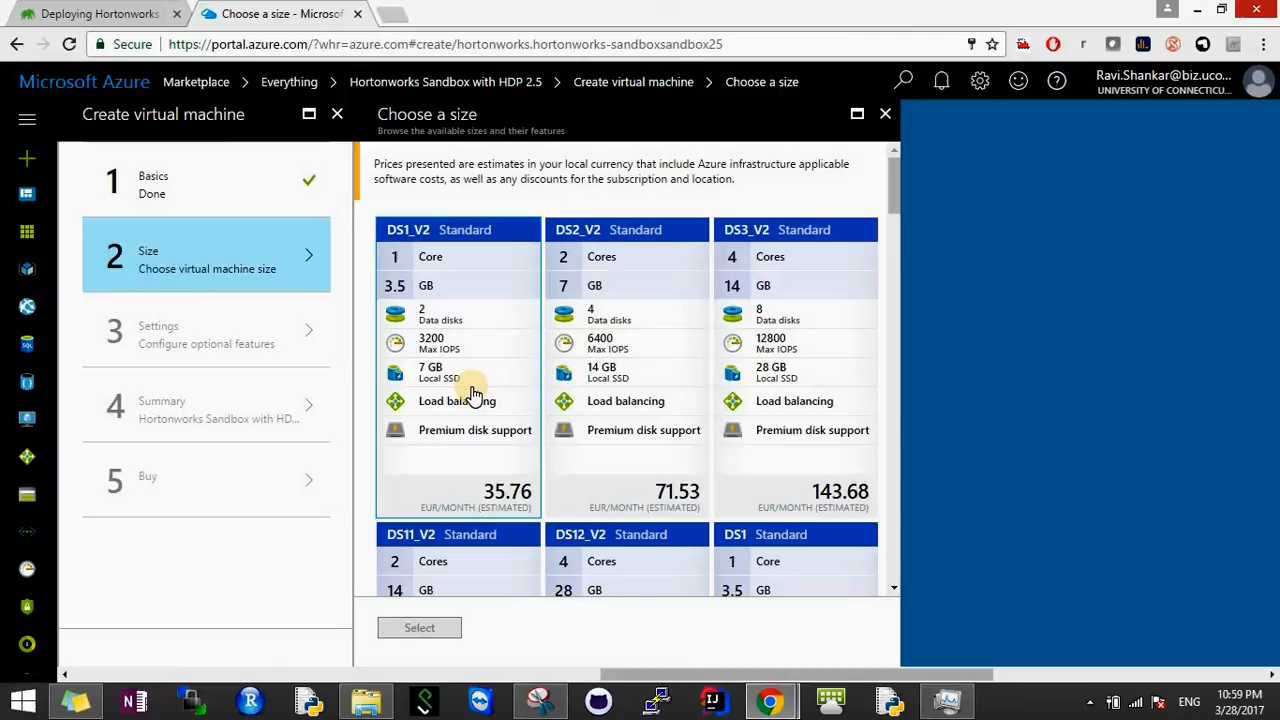 Deploying Hortonworks
Choose a size - Microsof
Secure
https://portal.azure.com/?whr=azure.com#create/hortonworks.hortonworks-sandboxsandbox25
Microsoft Azure
Marketplace
Everything
Hortonworks Sandbox with HDP 2.5
Create virtual machine
Choose a size
Ravi.Shankar@biz.uco...
UNIVERSITY OF CONNECTICU...
Create virtual machine
1
Basics
Done
2
Size
Choose virtual machine size
3
Settings
Configure optional features
4
Summary
Hortonworks Sandbox with HD...
5
Buy
Choose a size
Browse the available sizes and their features
Prices presented are estimates in your local currency that include Azure infrastructure applicable
software costs, as well as any discounts for the subscription and location.
DS1_V2 Standard
1 Core
3.5 GB
2
Data disks
3200
Max IOPS
7 GB
Local SSD
Load balancing
Premium disk support
35.76
EUR/MONTH (ESTIMATED)
DS2_V2 Standard
2 Cores
7 GB
4
Data disks
6400
Max IOPS
14 GB
Local SSD
Load balancing
Premium disk support
71.53
EUR/MONTH (ESTIMATED)
DS3_V2 Standard
4 Cores
14 GB
8
Data disks
12800
Max IOPS
28 GB
Local SSD
Load balancing
Premium disk support
143.68
EUR/MONTH (ESTIMATED)
DS11_V2 Standard
2 Cores
14 GB
DS12_V2 Standard
4 Cores
28 GB
DS1 Standard
1 Core
3.5 GB
Select
ENG
10:59 PM
3/28/2017